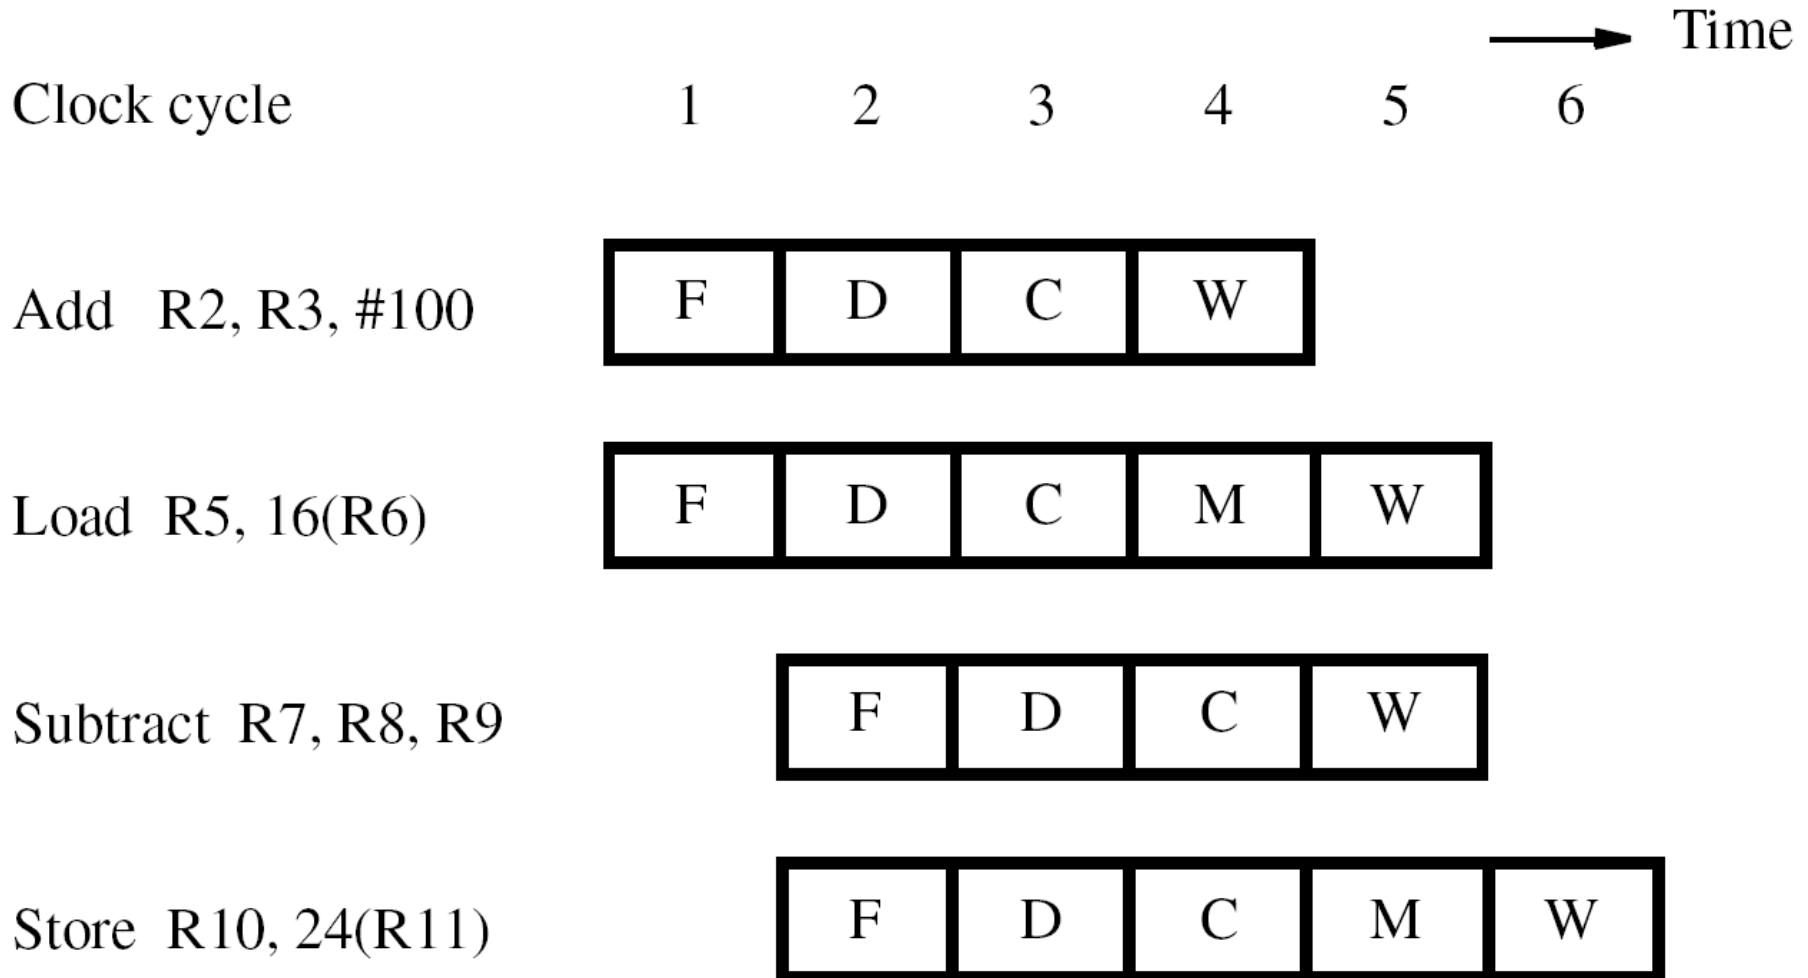 Time
Clock cycle 1 2 3 4 5 6
Add R2, R3, #100 F D C W
Load R5, 16(R6) F D C M W
Subtract R7, R8, R9 F D C W
Store R10, 24(R11) F D C M W